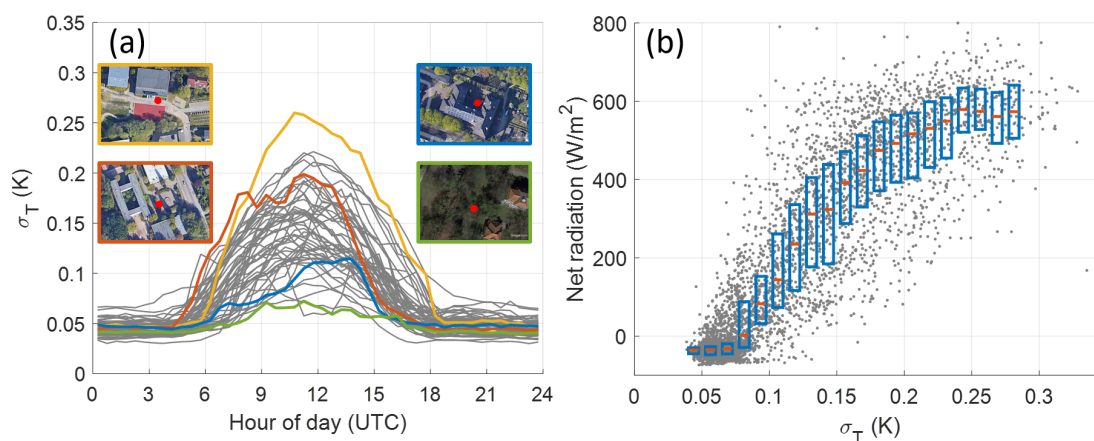 (a)
0.35
0.3
0.25
0.2
0.15
0.1
0.05
0
σT (K)
0 3 6 9 12 15 18 21 24
Hour of day (UTC)
(b)
800
600
400
200
0
Net radiation (W/m²)
0 0.05 0.1 0.15 0.2 0.25 0.3
σT (K)